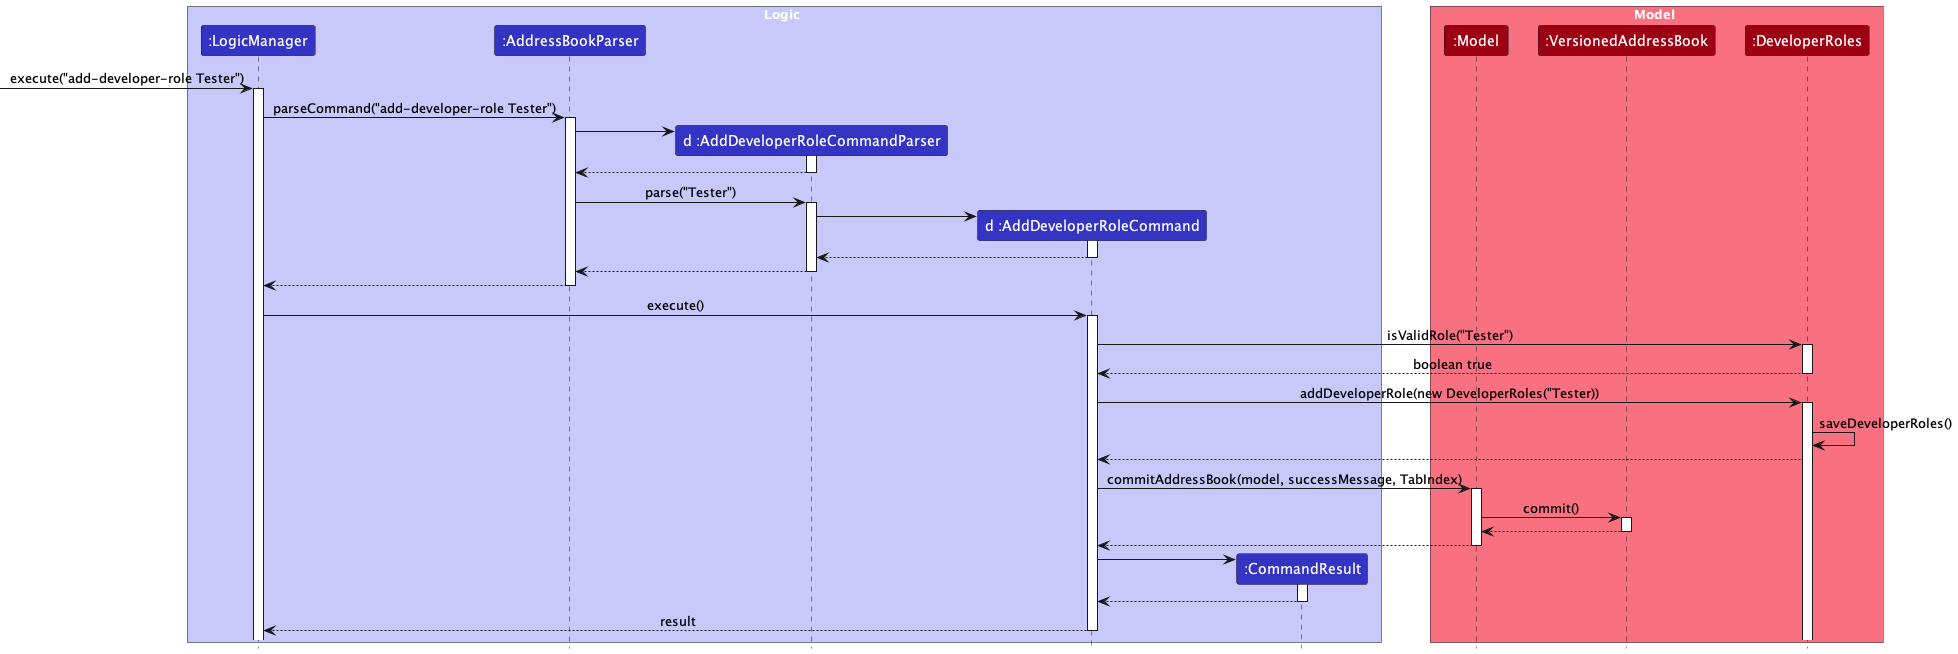 Logic
Model
:LogicManager
:AddressBookParser
:Model
:VersionedAddressBook
:DeveloperRoles
execute("add-developer-role Tester")
parseCommand("add-developer-role Tester")
d :AddDeveloperRoleCommandParser
parse("Tester")
d :AddDeveloperRoleCommand
execute()
isValidRole("Tester")
boolean true
addDeveloperRole(new DeveloperRoles("Tester))
saveDeveloperRoles()
commitAddressBook(model, successMessage, TabIndex)
commit()
:CommandResult
result